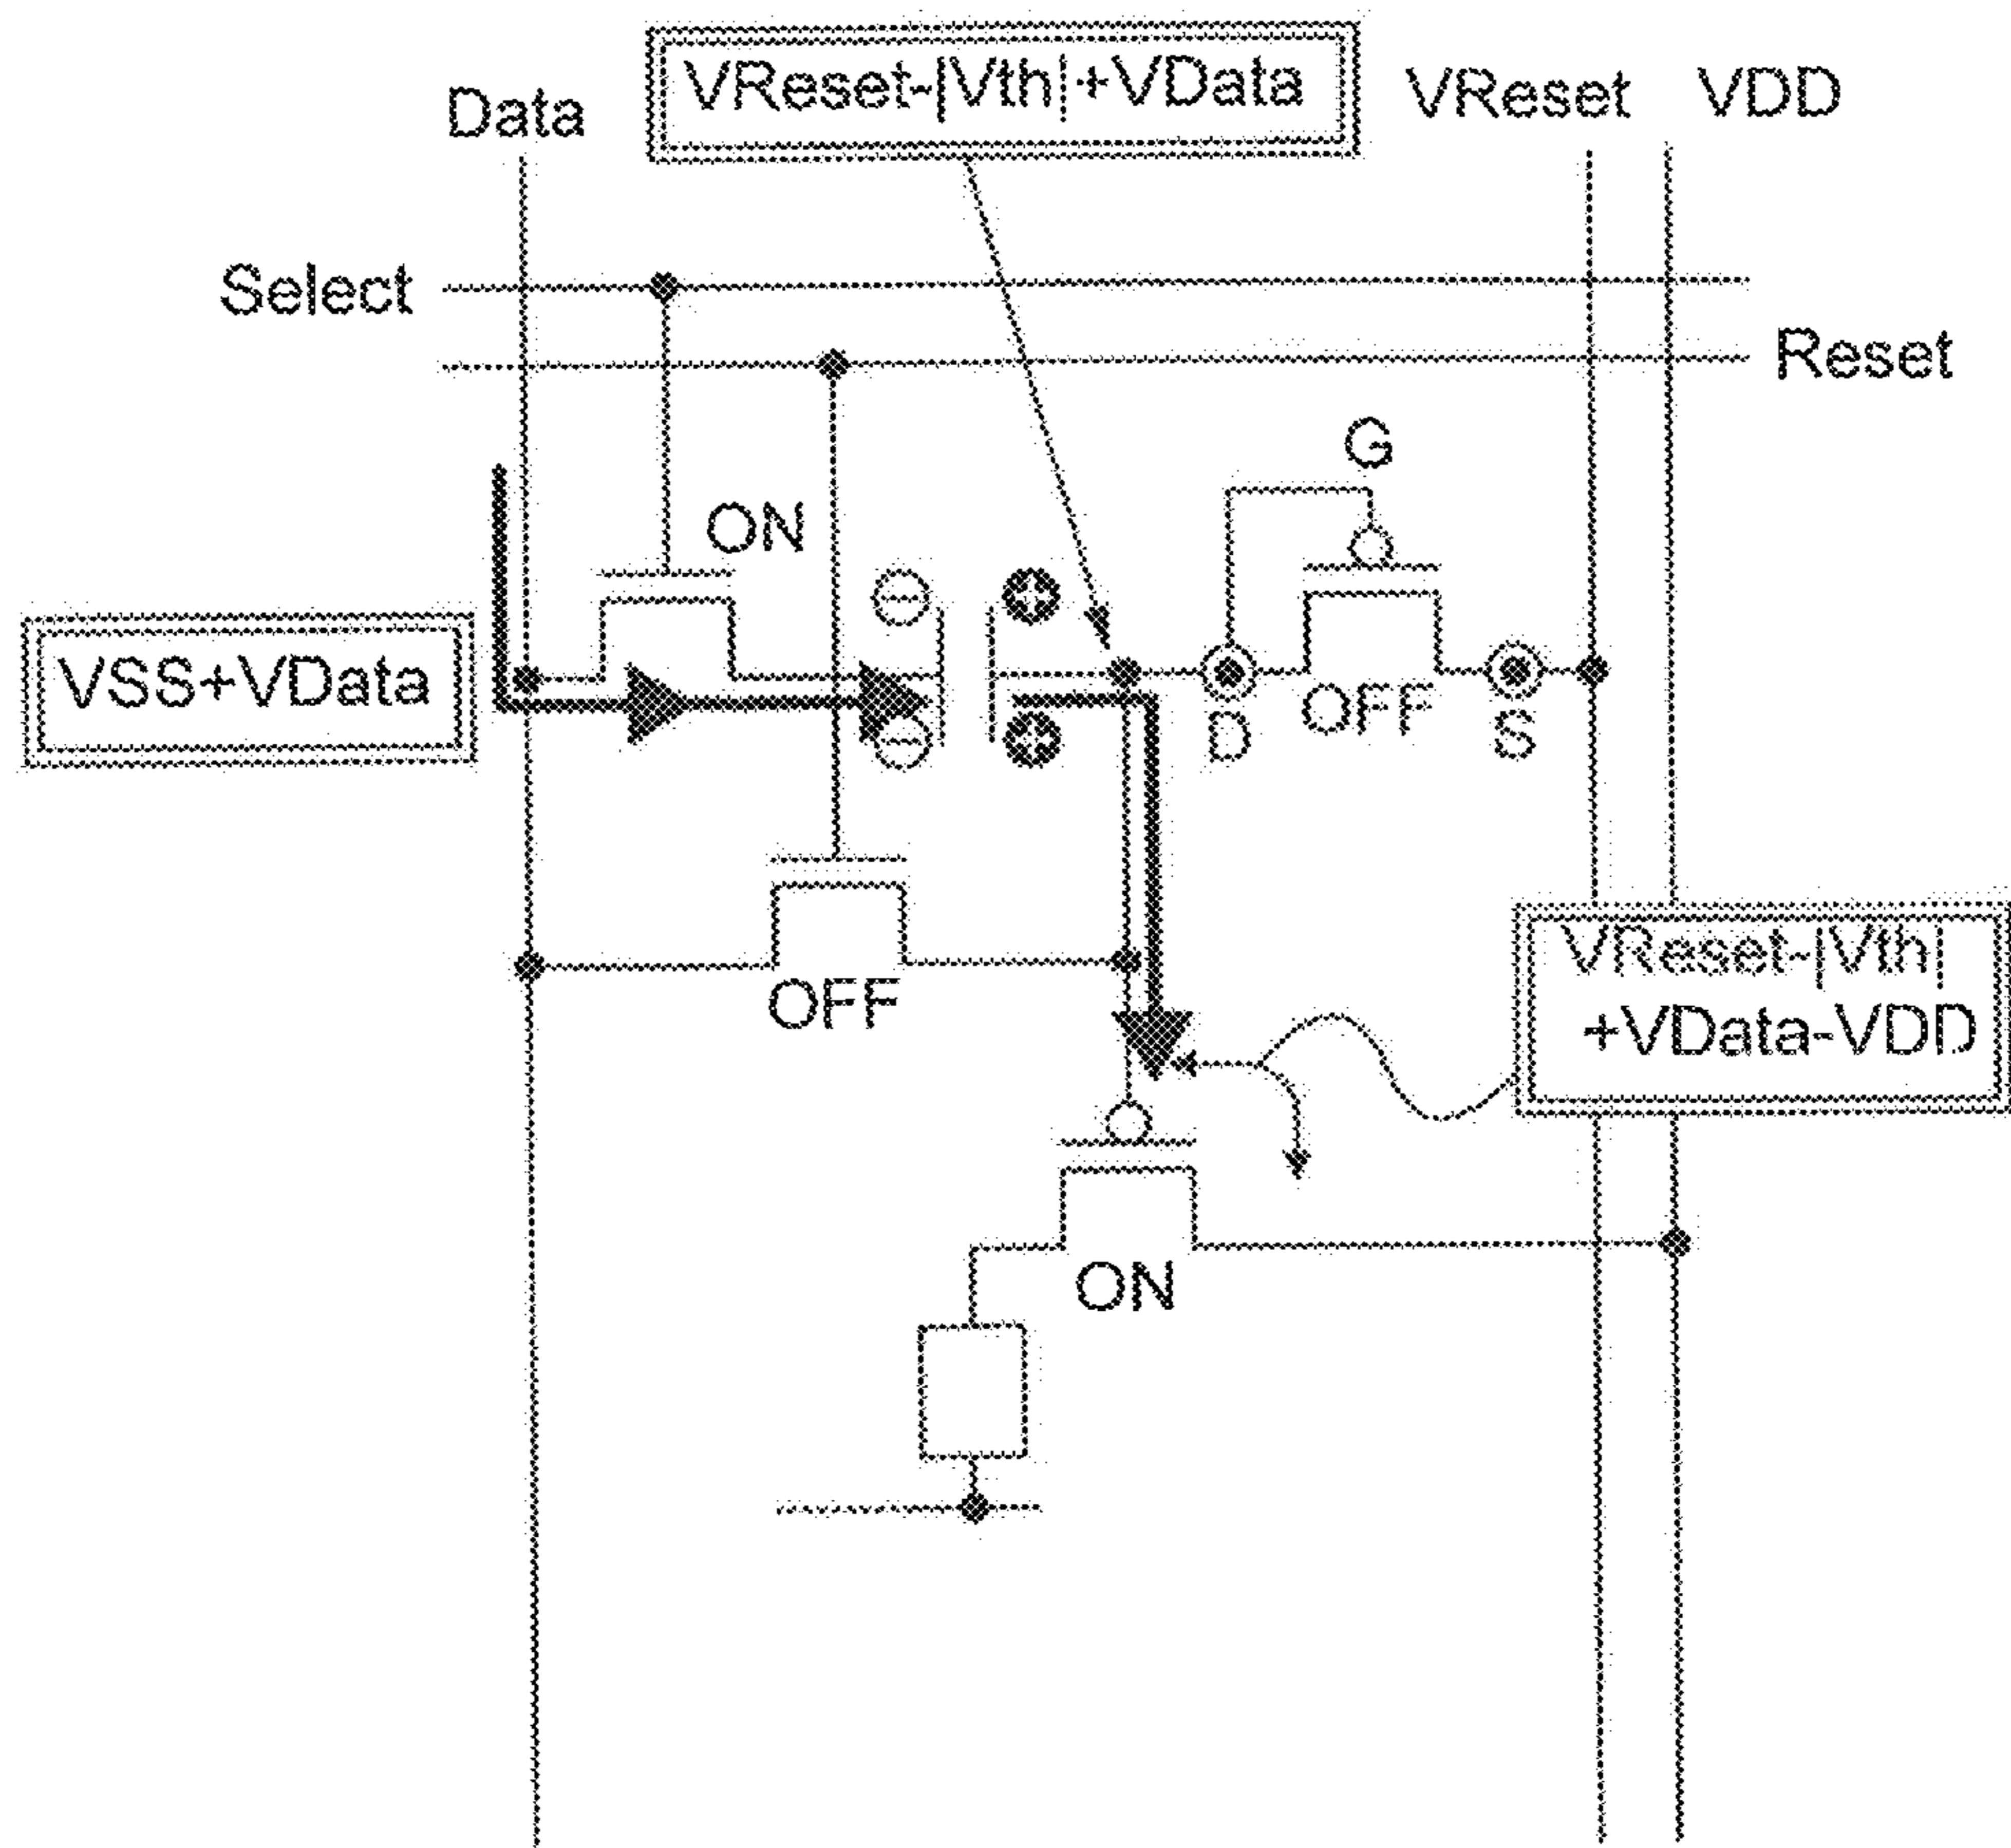 VReset-|Vth|+VData
Data
VReset
VDD
Select
Reset
G
ON
VSS+VData
D
OFF
S
OFF
VReset-|Vth|
+VData-VDD
ON